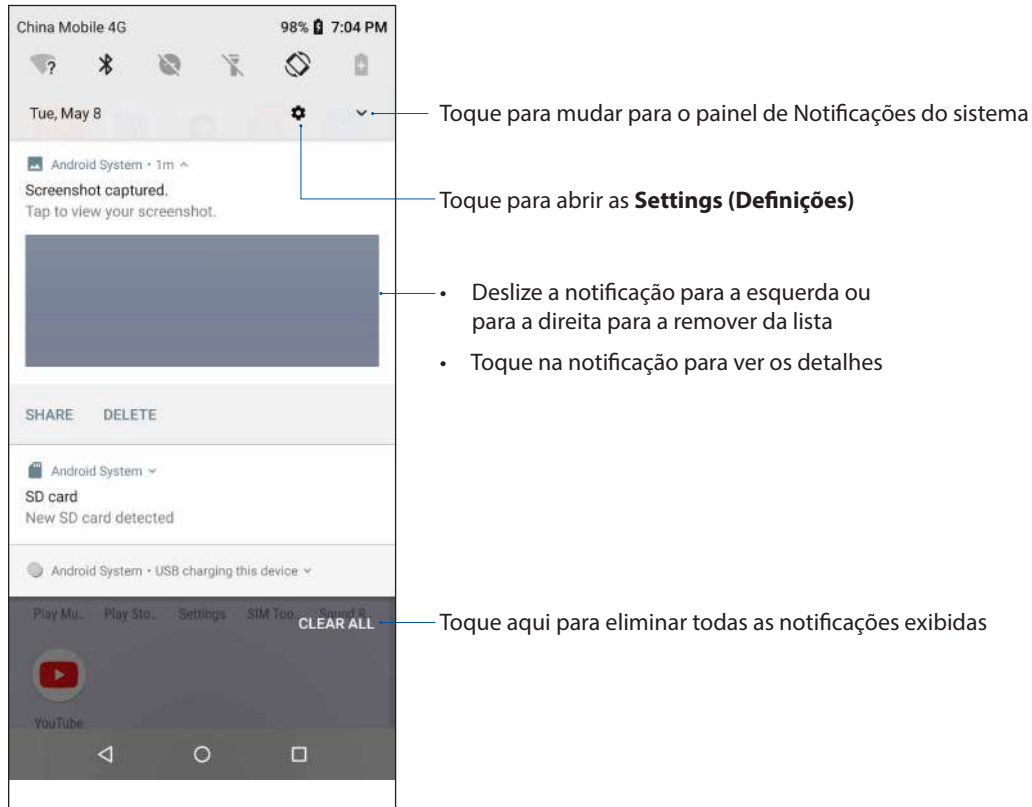 China Mobile 4G 98% 7:04 PM
?
Tue, May 8
Toque para mudar para o painel de Notificações do sistema
Android System • 1m
Screenshot captured.
Tap to view your screenshot.
Toque para abrir as Settings (Definições)
• Deslize a notificação para a esquerda ou
para a direita para a remover da lista
• Toque na notificação para ver os detalhes
SHARE DELETE
Android System
SD card
New SD card detected
Android System • USB charging this device
Play Mu... Play Sto... Settings SIM Too... Sound R...
CLEAR ALL
Toque aqui para eliminar todas as notificações exibidas
YouTube